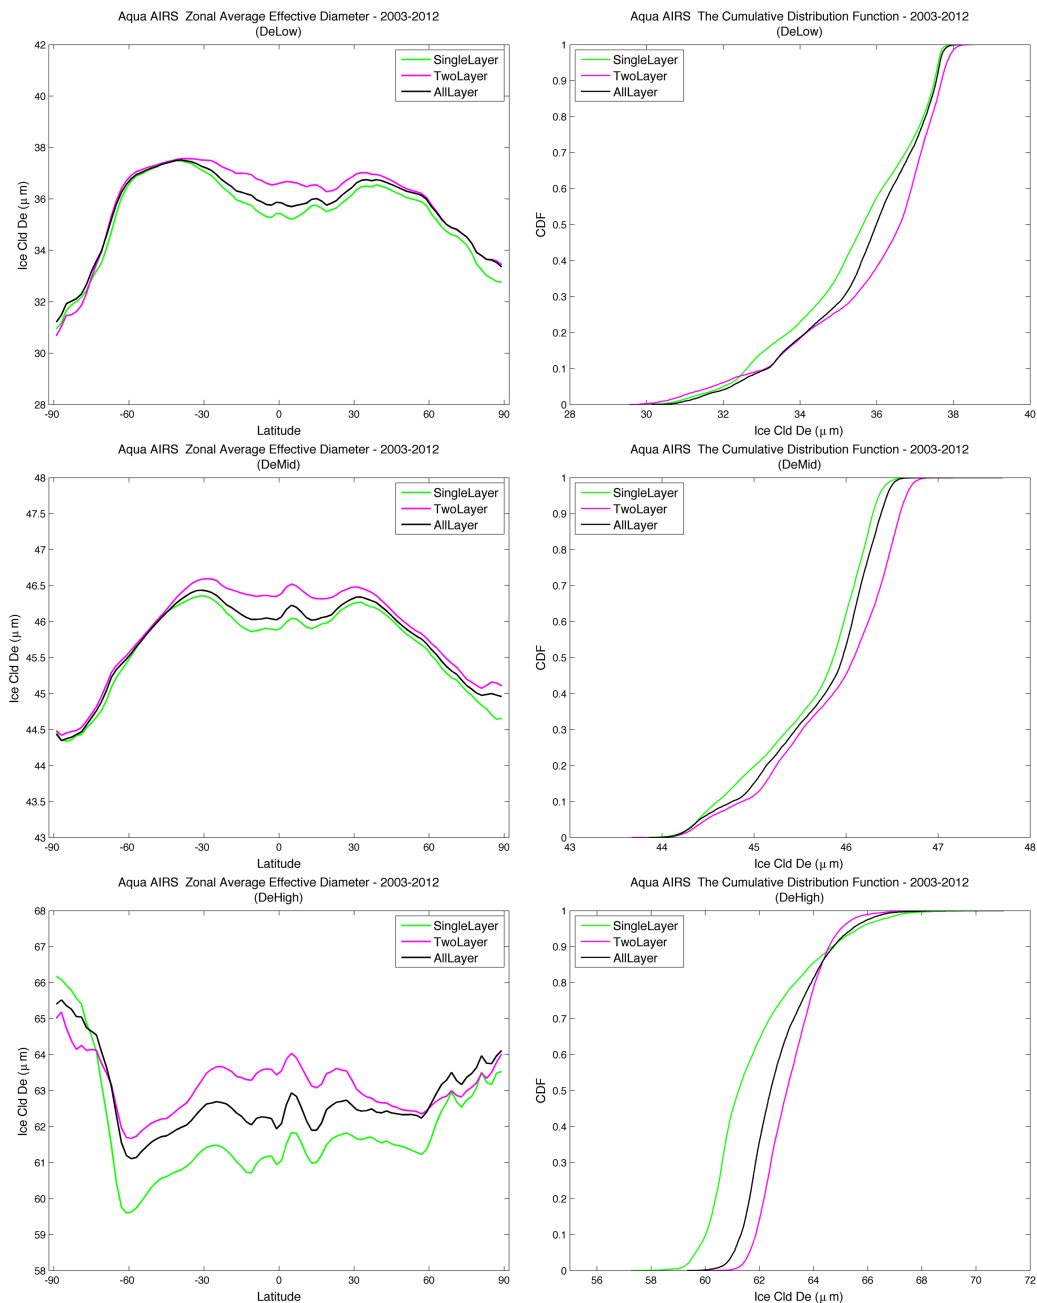 Aqua AIRS  Zonal Average Effective Diameter - 2003-2012
(DeLow)
42
40
38
36
34
32
30
28
Ice Cld De (μm)
SingleLayer
TwoLayer
AllLayer
-90 -60 -30 0 30 60 90
Latitude
Aqua AIRS  The Cumulative Distribution Function - 2003-2012
(DeLow)
1
0.9
0.8
0.7
0.6
0.5
0.4
0.3
0.2
0.1
0
CDF
SingleLayer
TwoLayer
AllLayer
28 30 32 34 36 38 40
Ice Cld De (μm)
Aqua AIRS  Zonal Average Effective Diameter - 2003-2012
(DeMid)
48
47.5
47
46.5
46
45.5
45
44.5
44
43.5
43
Ice Cld De (μm)
SingleLayer
TwoLayer
AllLayer
-90 -60 -30 0 30 60 90
Latitude
Aqua AIRS  The Cumulative Distribution Function - 2003-2012
(DeMid)
1
0.9
0.8
0.7
0.6
0.5
0.4
0.3
0.2
0.1
0
CDF
SingleLayer
TwoLayer
AllLayer
43 44 45 46 47 48
Ice Cld De (μm)
Aqua AIRS  Zonal Average Effective Diameter - 2003-2012
(DeHigh)
68
67
66
65
64
63
62
61
60
59
58
Ice Cld De (μm)
SingleLayer
TwoLayer
AllLayer
-90 -60 -30 0 30 60 90
Latitude
Aqua AIRS  The Cumulative Distribution Function - 2003-2012
(DeHigh)
1
0.9
0.8
0.7
0.6
0.5
0.4
0.3
0.2
0.1
0
CDF
SingleLayer
TwoLayer
AllLayer
56 58 60 62 64 66 68 70 72
Ice Cld De (μm)